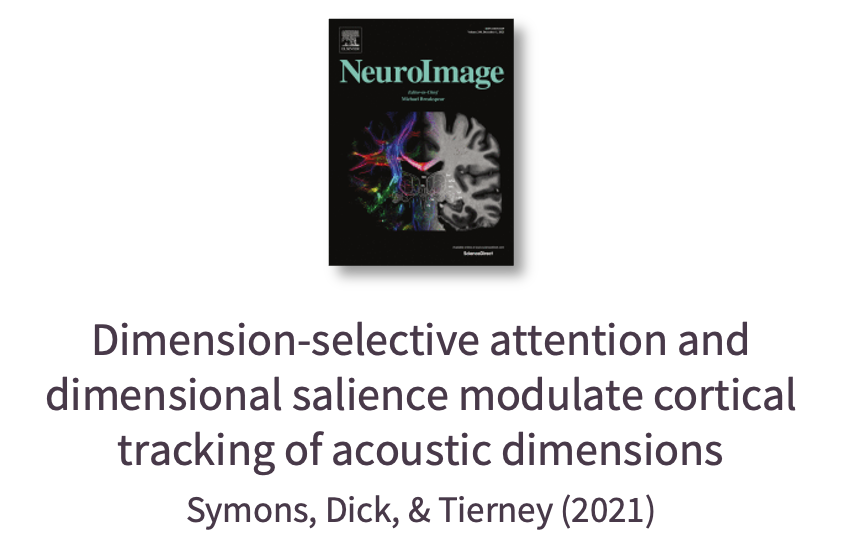 ELSEVIER
NeuroImage
Editor-in-Chief
Michael Breakspear
ScienceDirect
Dimension-selective attention and
dimensional salience modulate cortical
tracking of acoustic dimensions
Symons, Dick, & Tierney (2021)